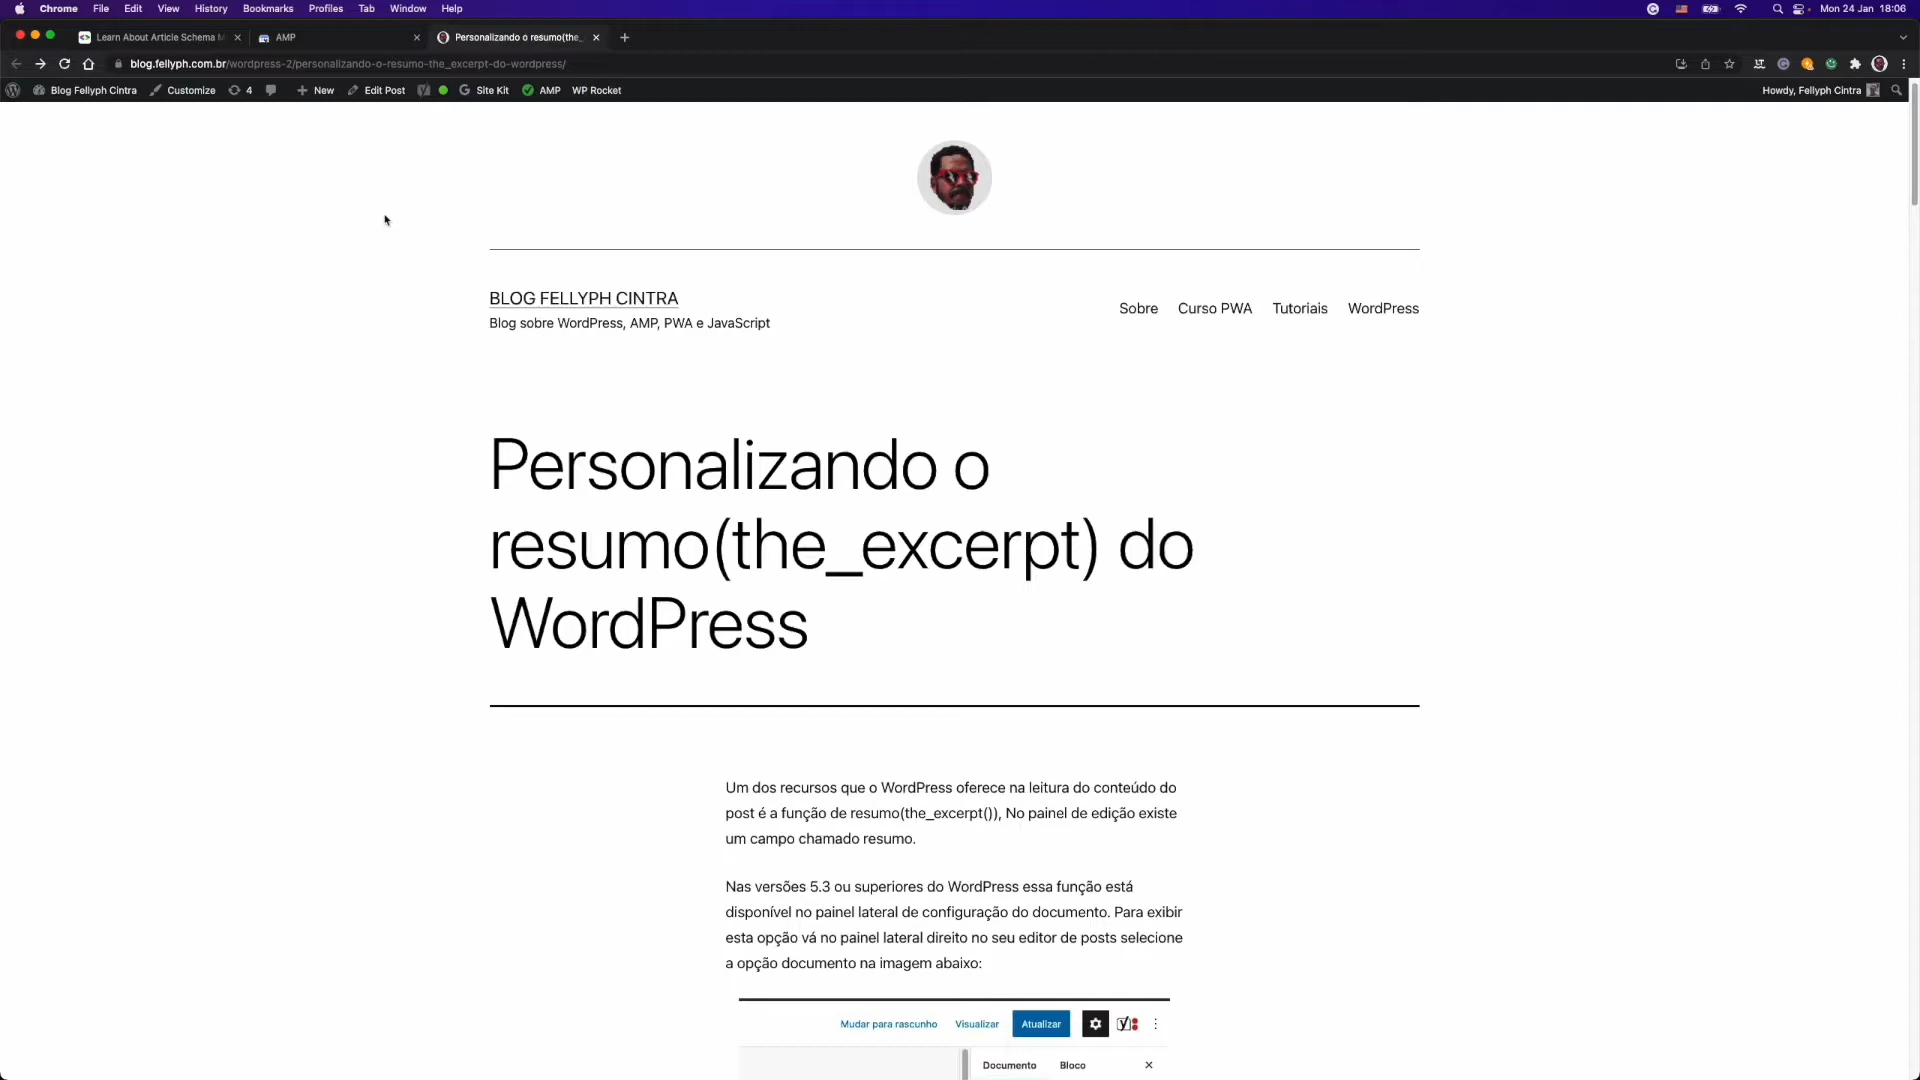 Chrome File Edit View History Bookmarks Profiles Tab Window Help Mon 24 Jan 18:06
Learn About Article Schema M AMP Personalizando o resumo(the_
blog.fellyph.com.br/wordpress-2/personalizando-o-resumo-the_excerpt-do-wordpress/
Blog Fellyph Cintra Customize 4 New Edit Post Site Kit AMP WP Rocket Howdy, Fellyph Cintra
BLOG FELLYPH CINTRA
Blog sobre WordPress, AMP, PWA e JavaScript
Sobre Curso PWA Tutoriais WordPress
Personalizando o
resumo(the_excerpt) do
WordPress
Um dos recursos que o WordPress oferece na leitura do conteúdo do
post é a função de resumo(the_excerpt()), No painel de edição existe
um campo chamado resumo.
Nas versões 5.3 ou superiores do WordPress essa função está
disponível no painel lateral de configuração do documento. Para exibir
esta opção vá no painel lateral direito no seu editor de posts selecione
a opção documento na imagem abaixo:
Mudar para rascunho Visualizar Atualizar
Documento Bloco